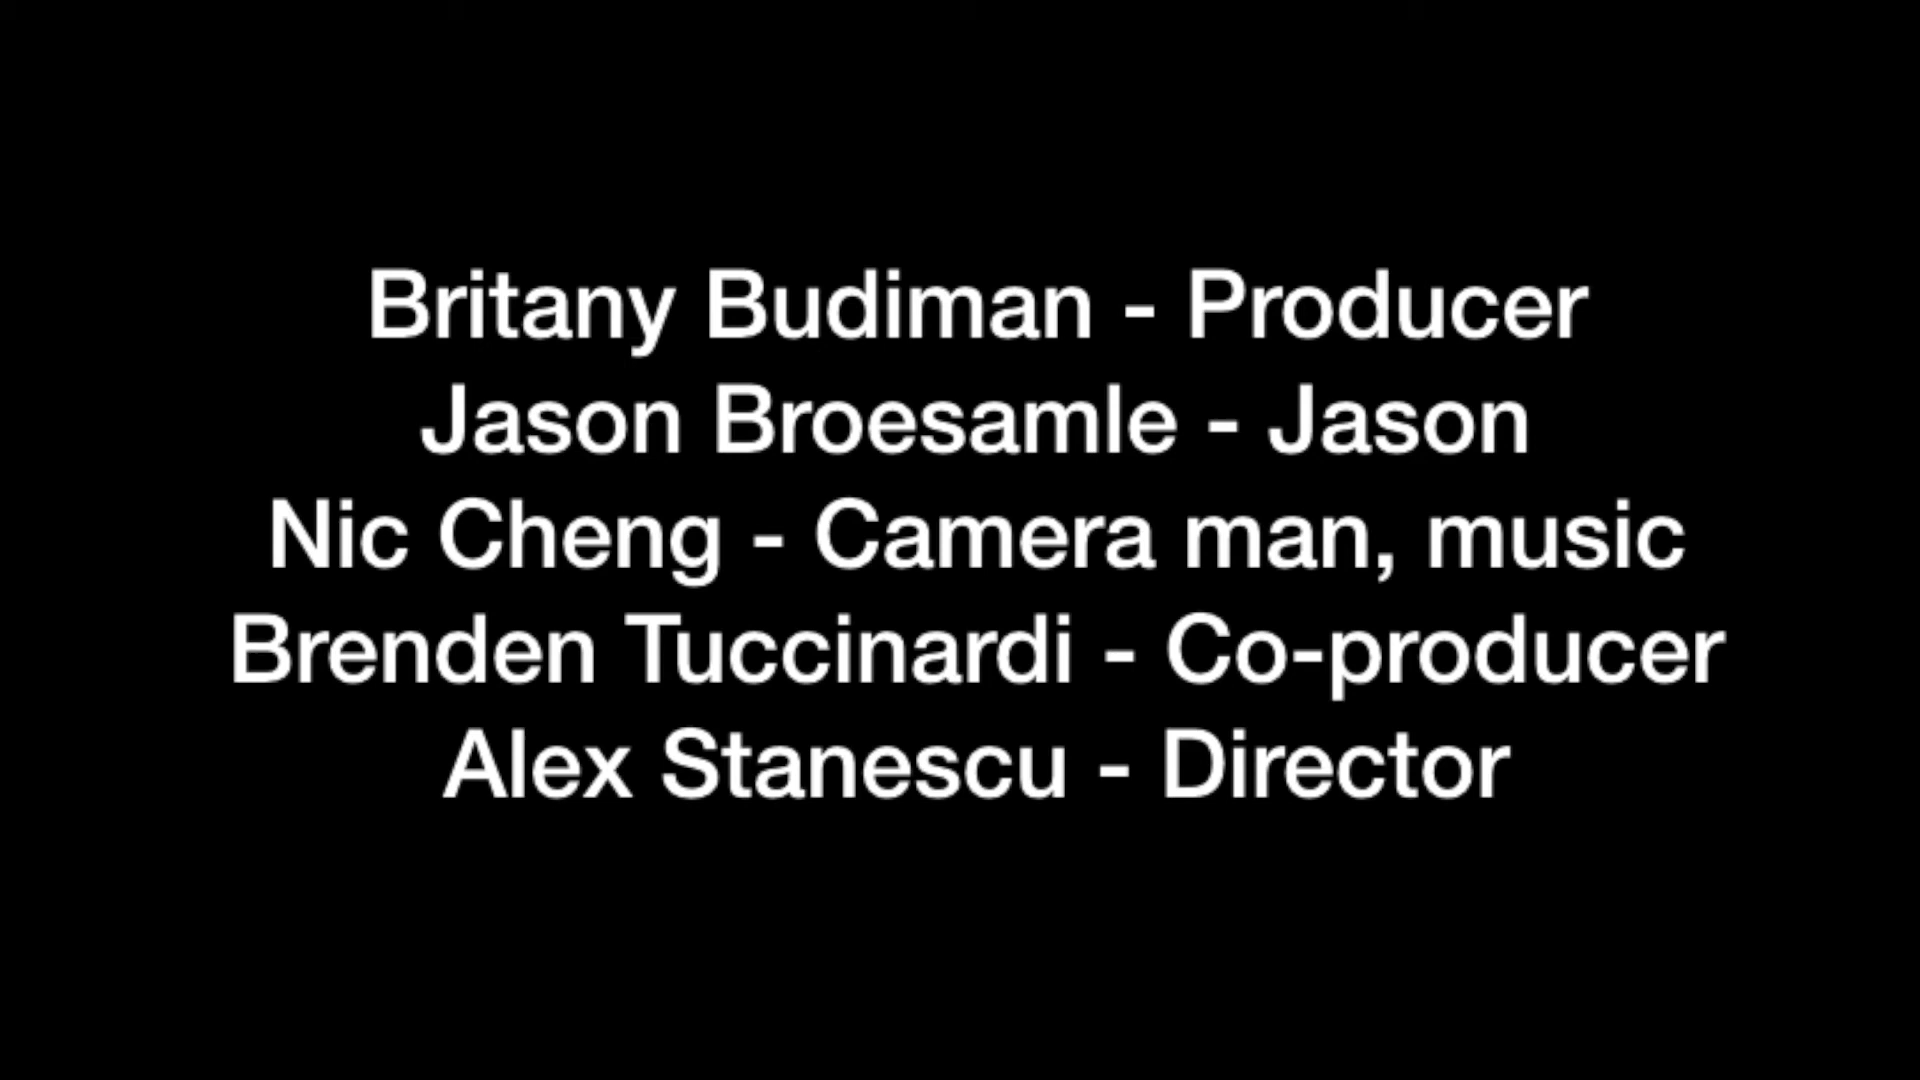 Britany Budiman - Producer
Jason Broesamle - Jason
Nic Cheng - Camera man, music
Brenden Tuccinardi - Co-producer
Alex Stanescu - Director